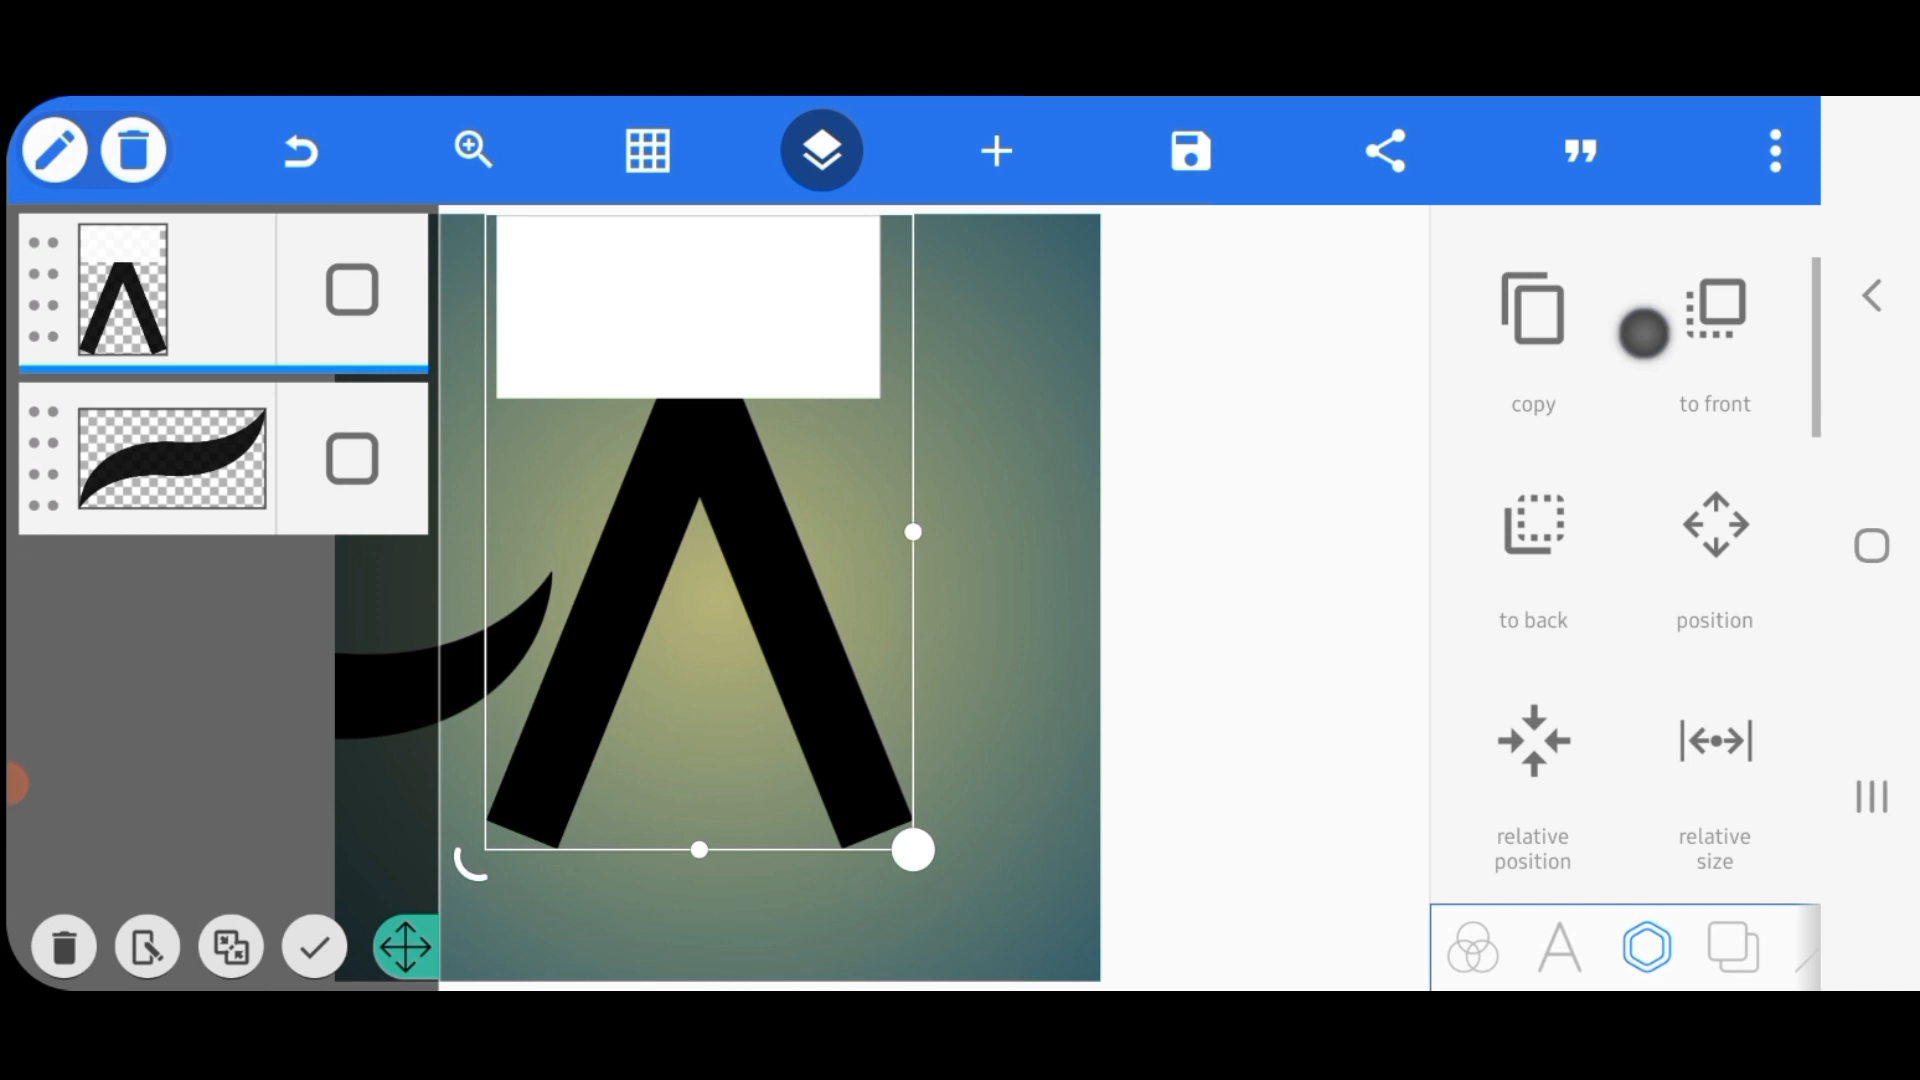 copy
to front
to back
position
relative
position
relative
size